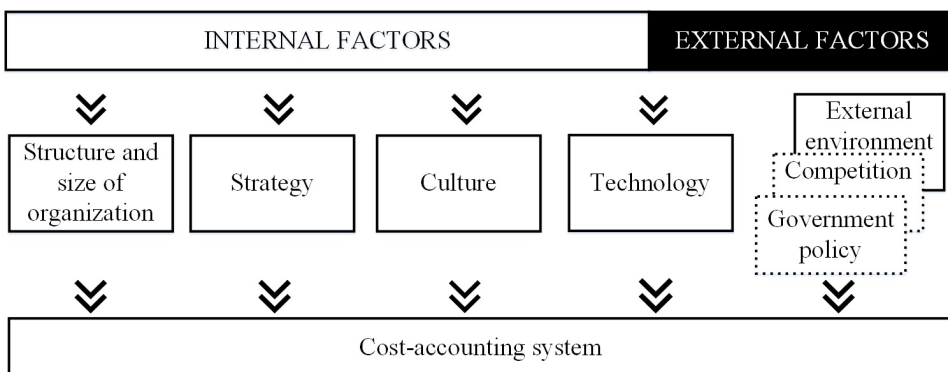 INTERNAL FACTORS
EXTERNAL FACTORS
Structure and
size of
organization
Strategy
Culture
Technology
External
environment
Competition
Government
policy
Cost-accounting system